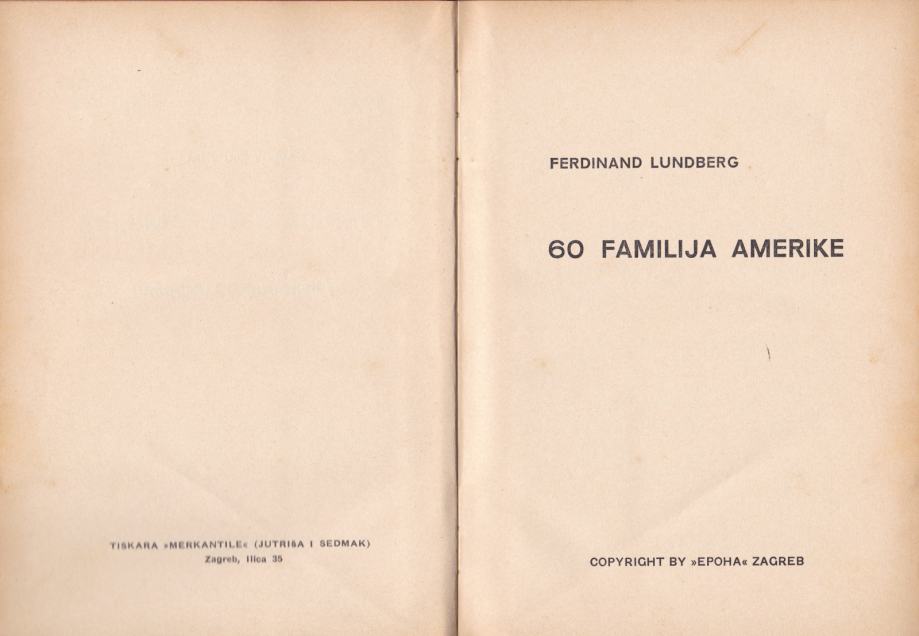 TISKARA »MERKANTILE« (JUTRIŠA I SEDMAK)
Zagreb, Ilica 35
FERDINAND LUNDBERG
60 FAMILIJA AMERIKE
COPYRIGHT BY »EPOHA« ZAGREB